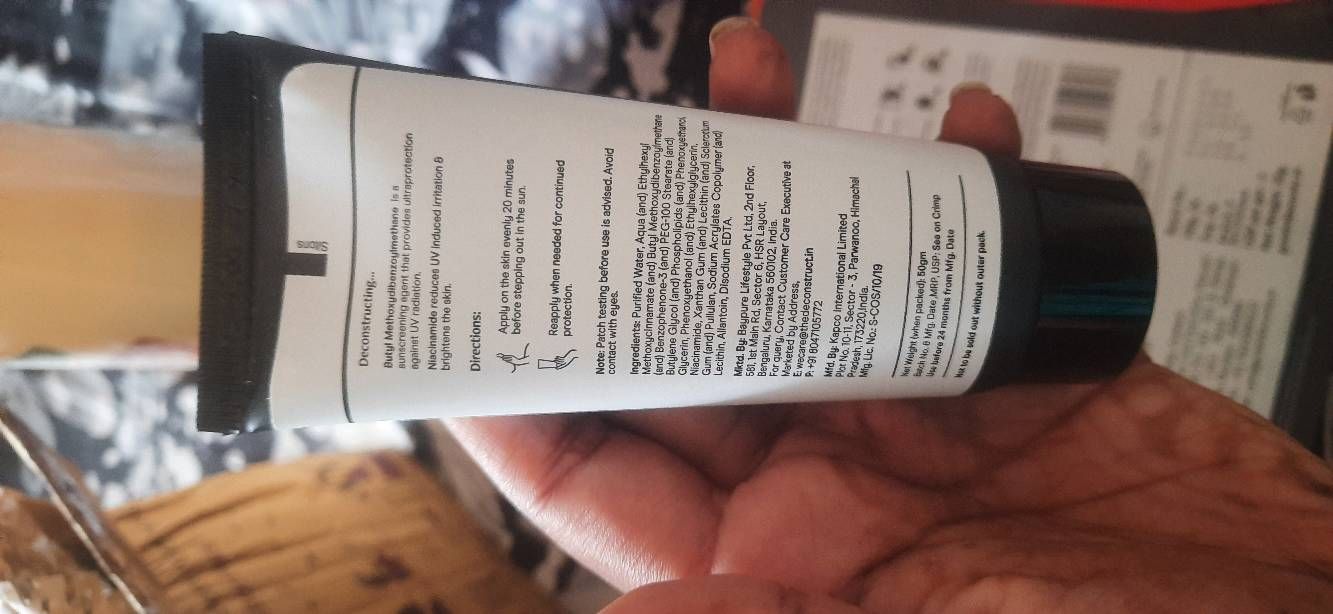 Deconstructing...
Butyl Methoxydibenzoylmethane is a
sunscreening agent that provides ultraprotection
against UV radiation.
Niacinamide reduces UV induced irritation &
brightens the skin.
Directions:
Apply on the skin evenly 20 minutes
before stepping out in the sun.
Reapply when needed for continued
protection.
Note: Patch testing before use is advised. Avoid
contact with eyes.
Ingredients: Purified Water, Aqua (and) Ethylhexyl
Methoxycinnamate (and) Butyl Methoxydibenzoylmethane
(and) Benzophenone-3 (and) PEG-100 Stearate (and)
Butylene Glycol (and) Phospholipids (and) Phenoxyethanol
Glycerin, Phenoxyethanol (and) Ethylhexylglycerin,
Niacinamide, Xanthan Gum (and) Lecithin (and) Sclerotium
Gum (and) Pullulan, Sodium Acrylates Copolymer (and)
Lecithin, Allantoin, Disodium EDTA.
Mktd. By: Baypure Lifestyle Pvt Ltd, 2nd Floor,
581, 1st Main Rd, Sector 6, HSR Layout,
Bengaluru, Karnataka 560102, India.
For query, Contact Customer Care Executive at
Marketed by Address,
E: wecare@thedeconstruct.in
P: +91 8047105772
Mfd. By: Kapco International Limited
Plor No. 10-11, Sector - 3, Parwanoo, Himachal
Pradesh, 173220, India.
Mfg. Lic. No.: S-COS/10/19
Net Weight (when packed): 50gm
Batch No. & Mfg. Date ,MRP, USP: See on Crimp
Use before 24 months from Mfg. Date
Not to be sold out without outer pack.